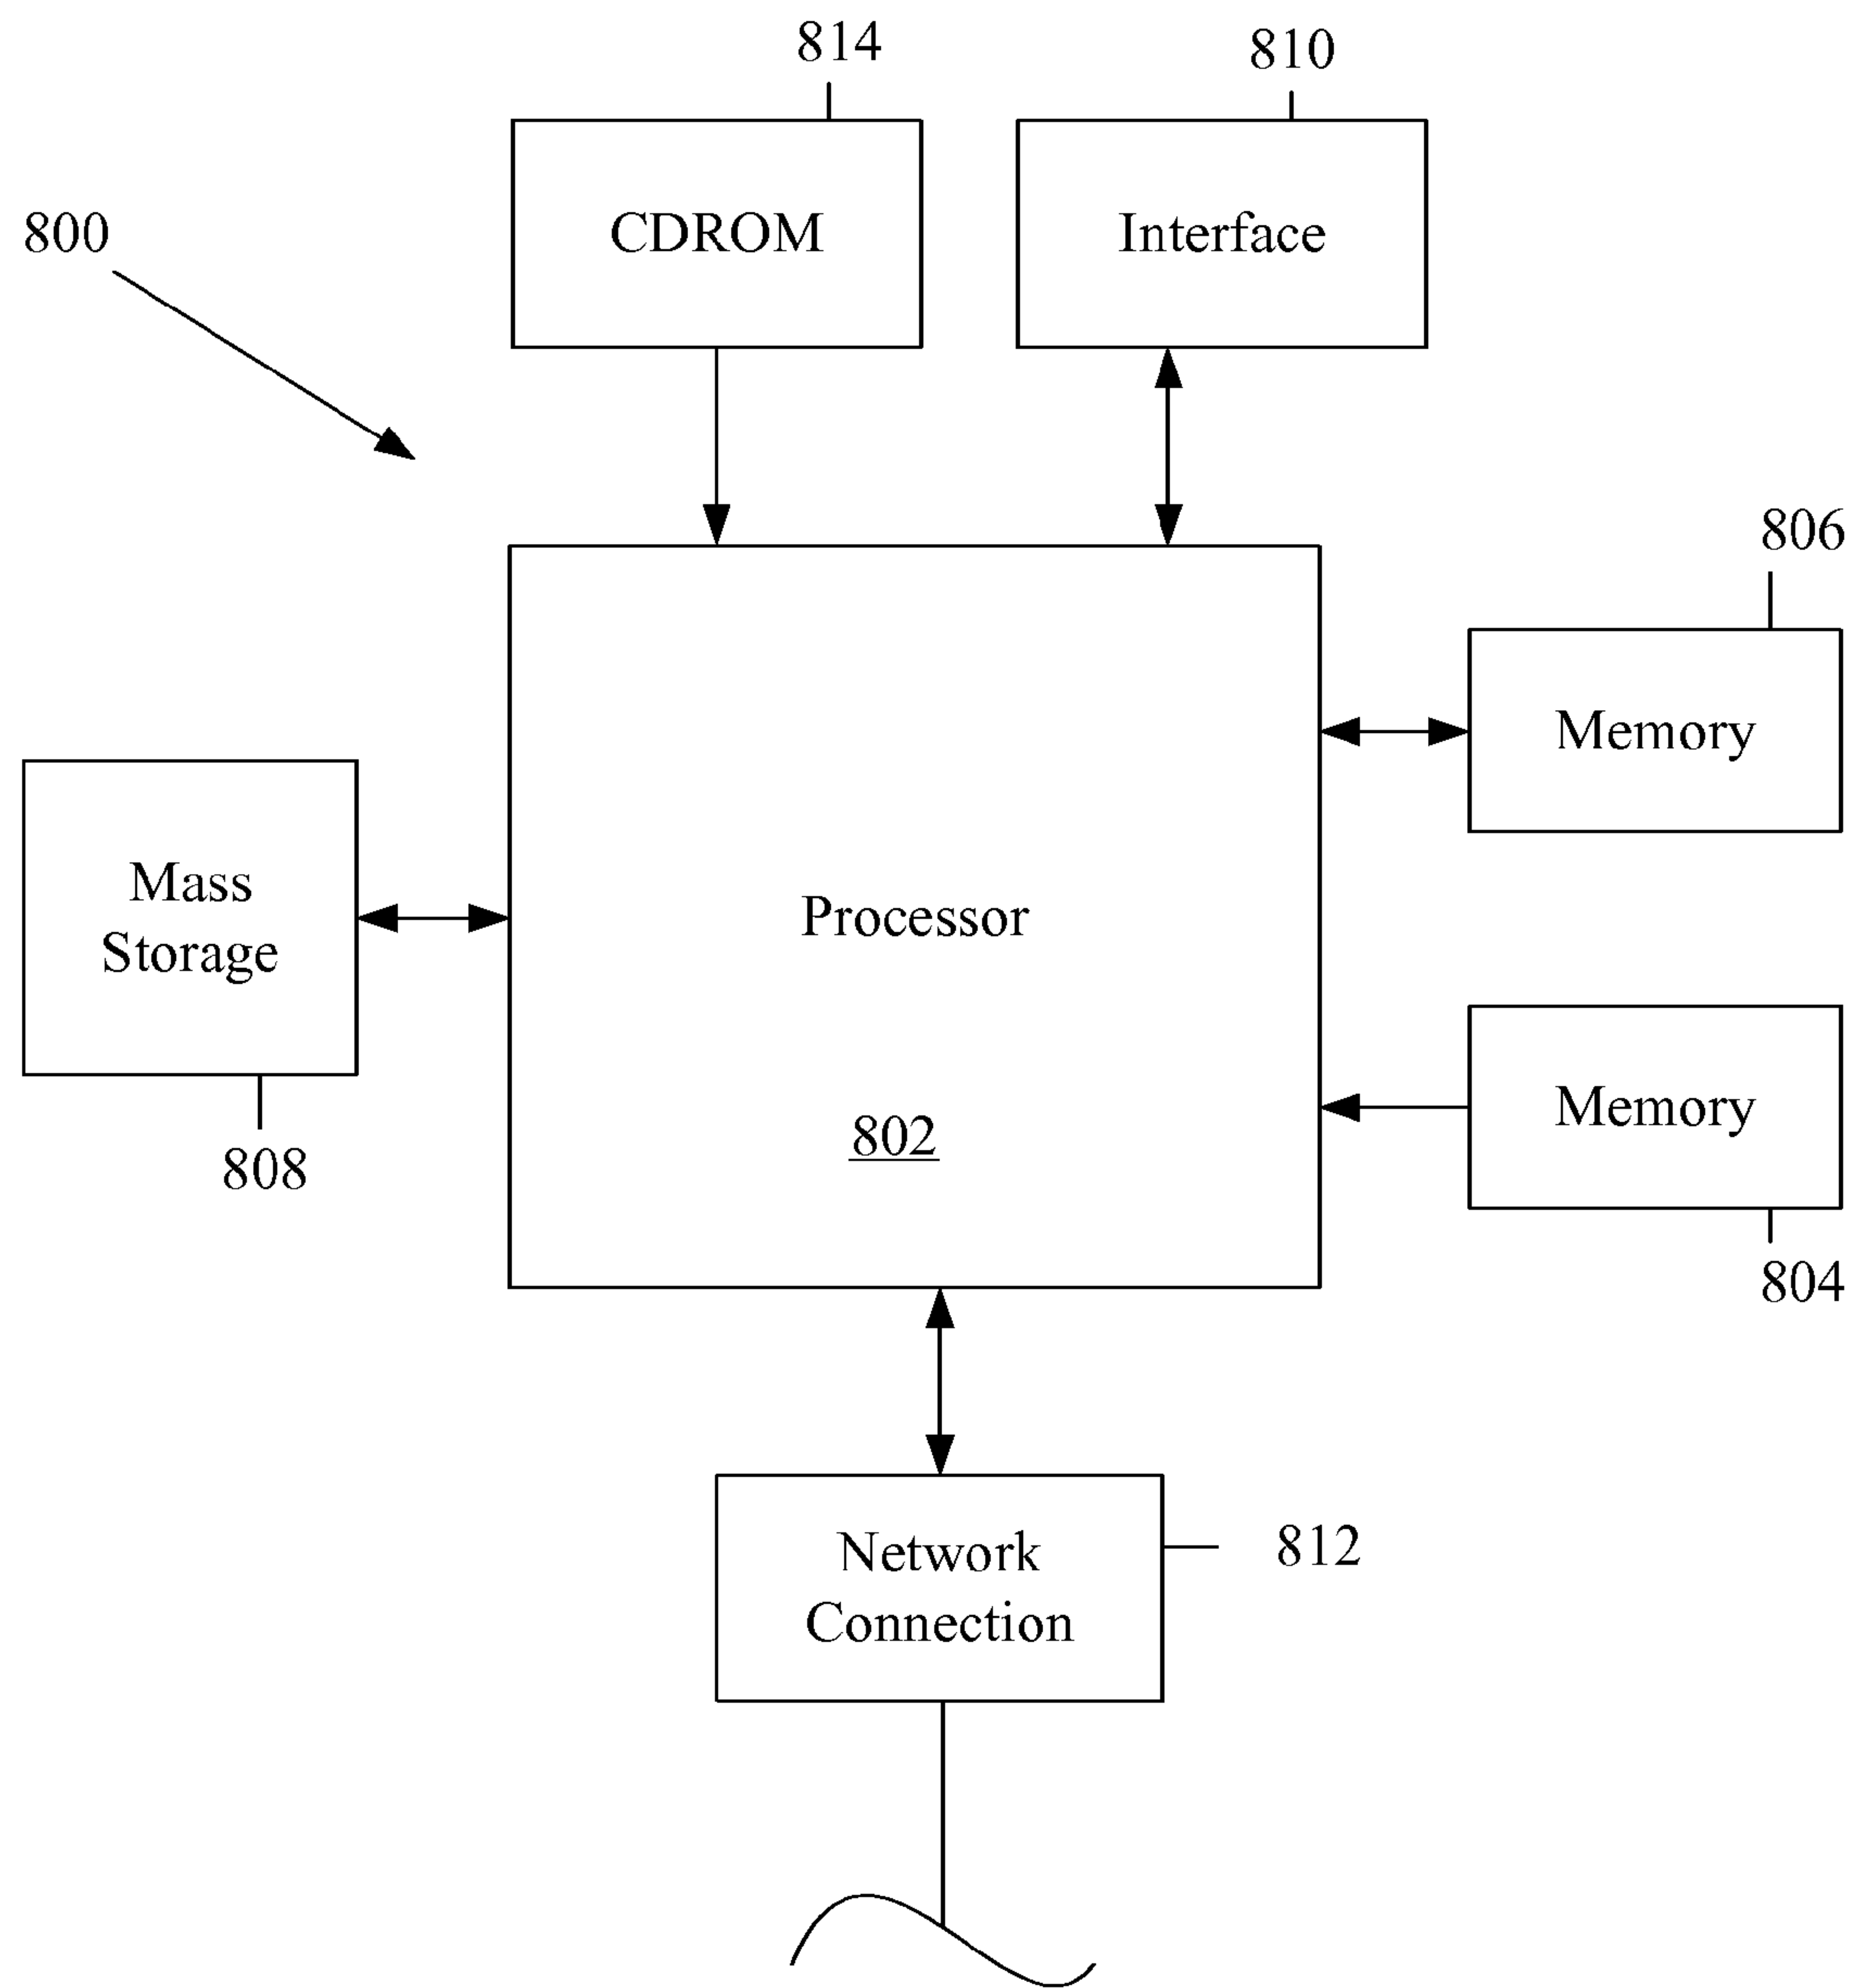 814
810
800
CDROM
Interface
806
Memory
Mass
Storage
Processor
802
Memory
808
804
Network
Connection
812